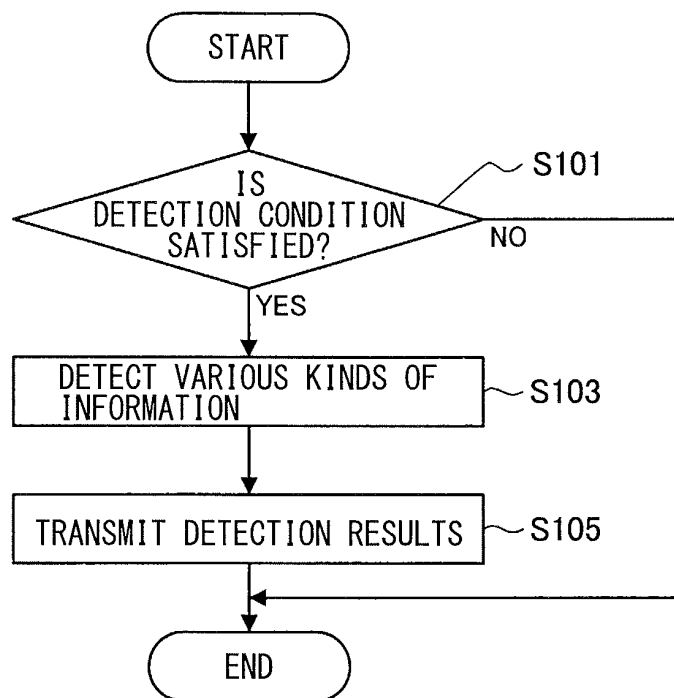 START
IS
DETECTION CONDITION
SATISFIED?
S101
NO
YES
DETECT VARIOUS KINDS OF
INFORMATION
S103
TRANSMIT DETECTION RESULTS
S105
END